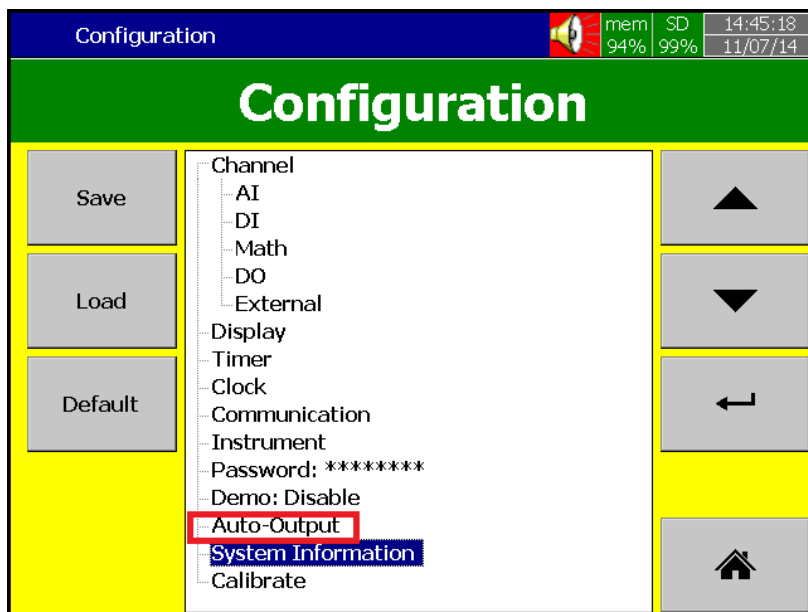 Configuration
mem SD 14:45:18
94% 99% 11/07/14
Configuration
Save
Load
Default
Channel
AI
DI
Math
DO
External
Display
Timer
Clock
Communication
Instrument
Password: ********
Demo: Disable
Auto-Output
System Information
Calibrate